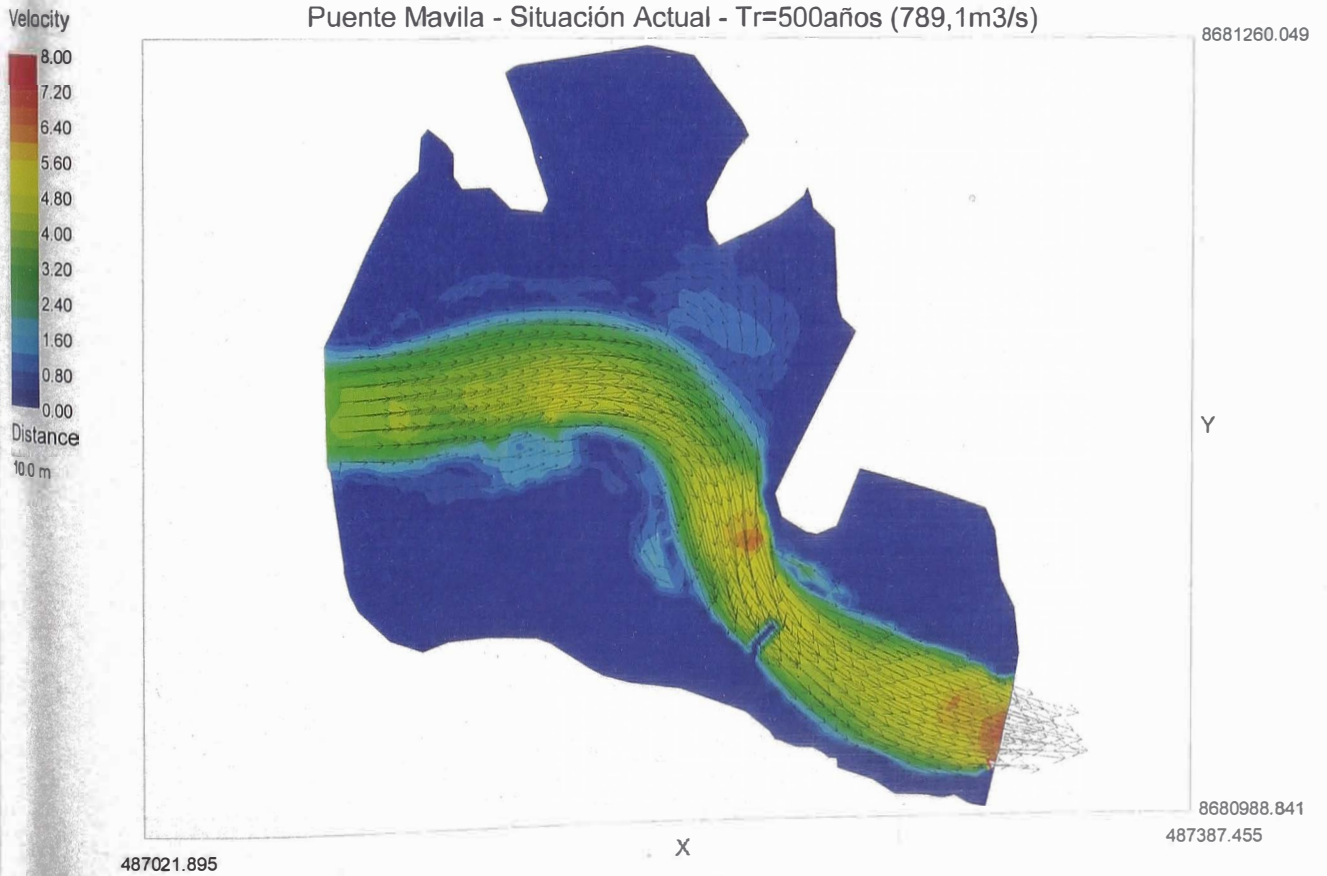 Puente Mavila - Situación Actual - Tr=500años (789,1m3/s)
Velocity
8.00
7.20
6.40
5.60
4.80
4.00
3.20
2.40
1.60
0.80
0.00
Distance
10.0 m
8681260.049
Y
8680988.841
487387.455
X
487021.895